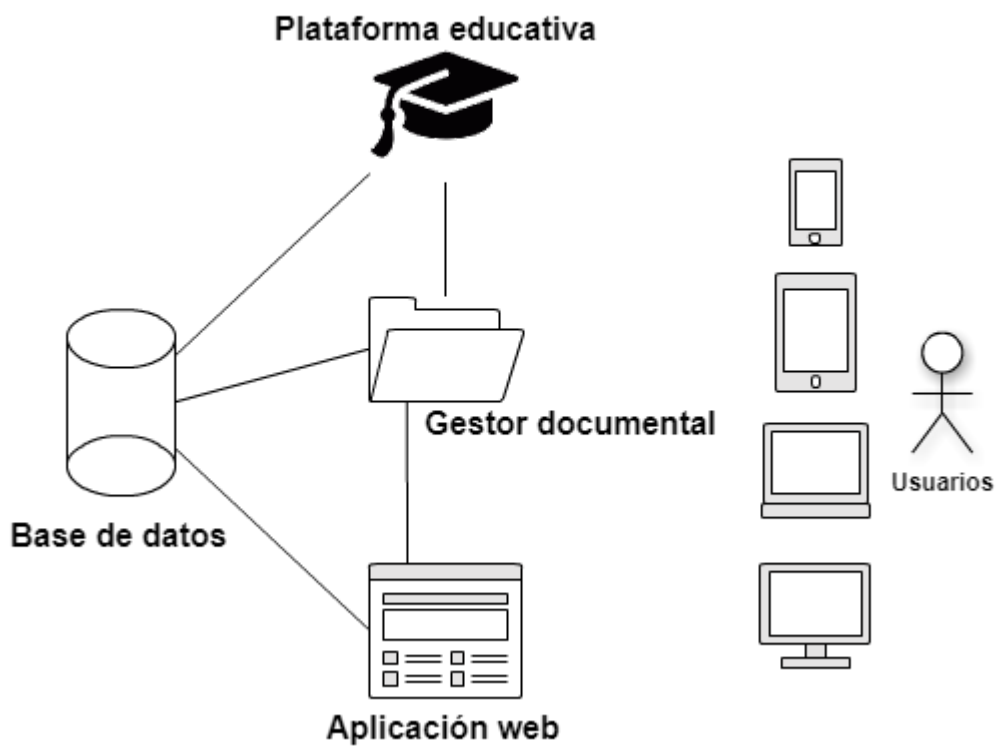 Plataforma educativa
Gestor documental
Usuarios
Base de datos
Aplicación web